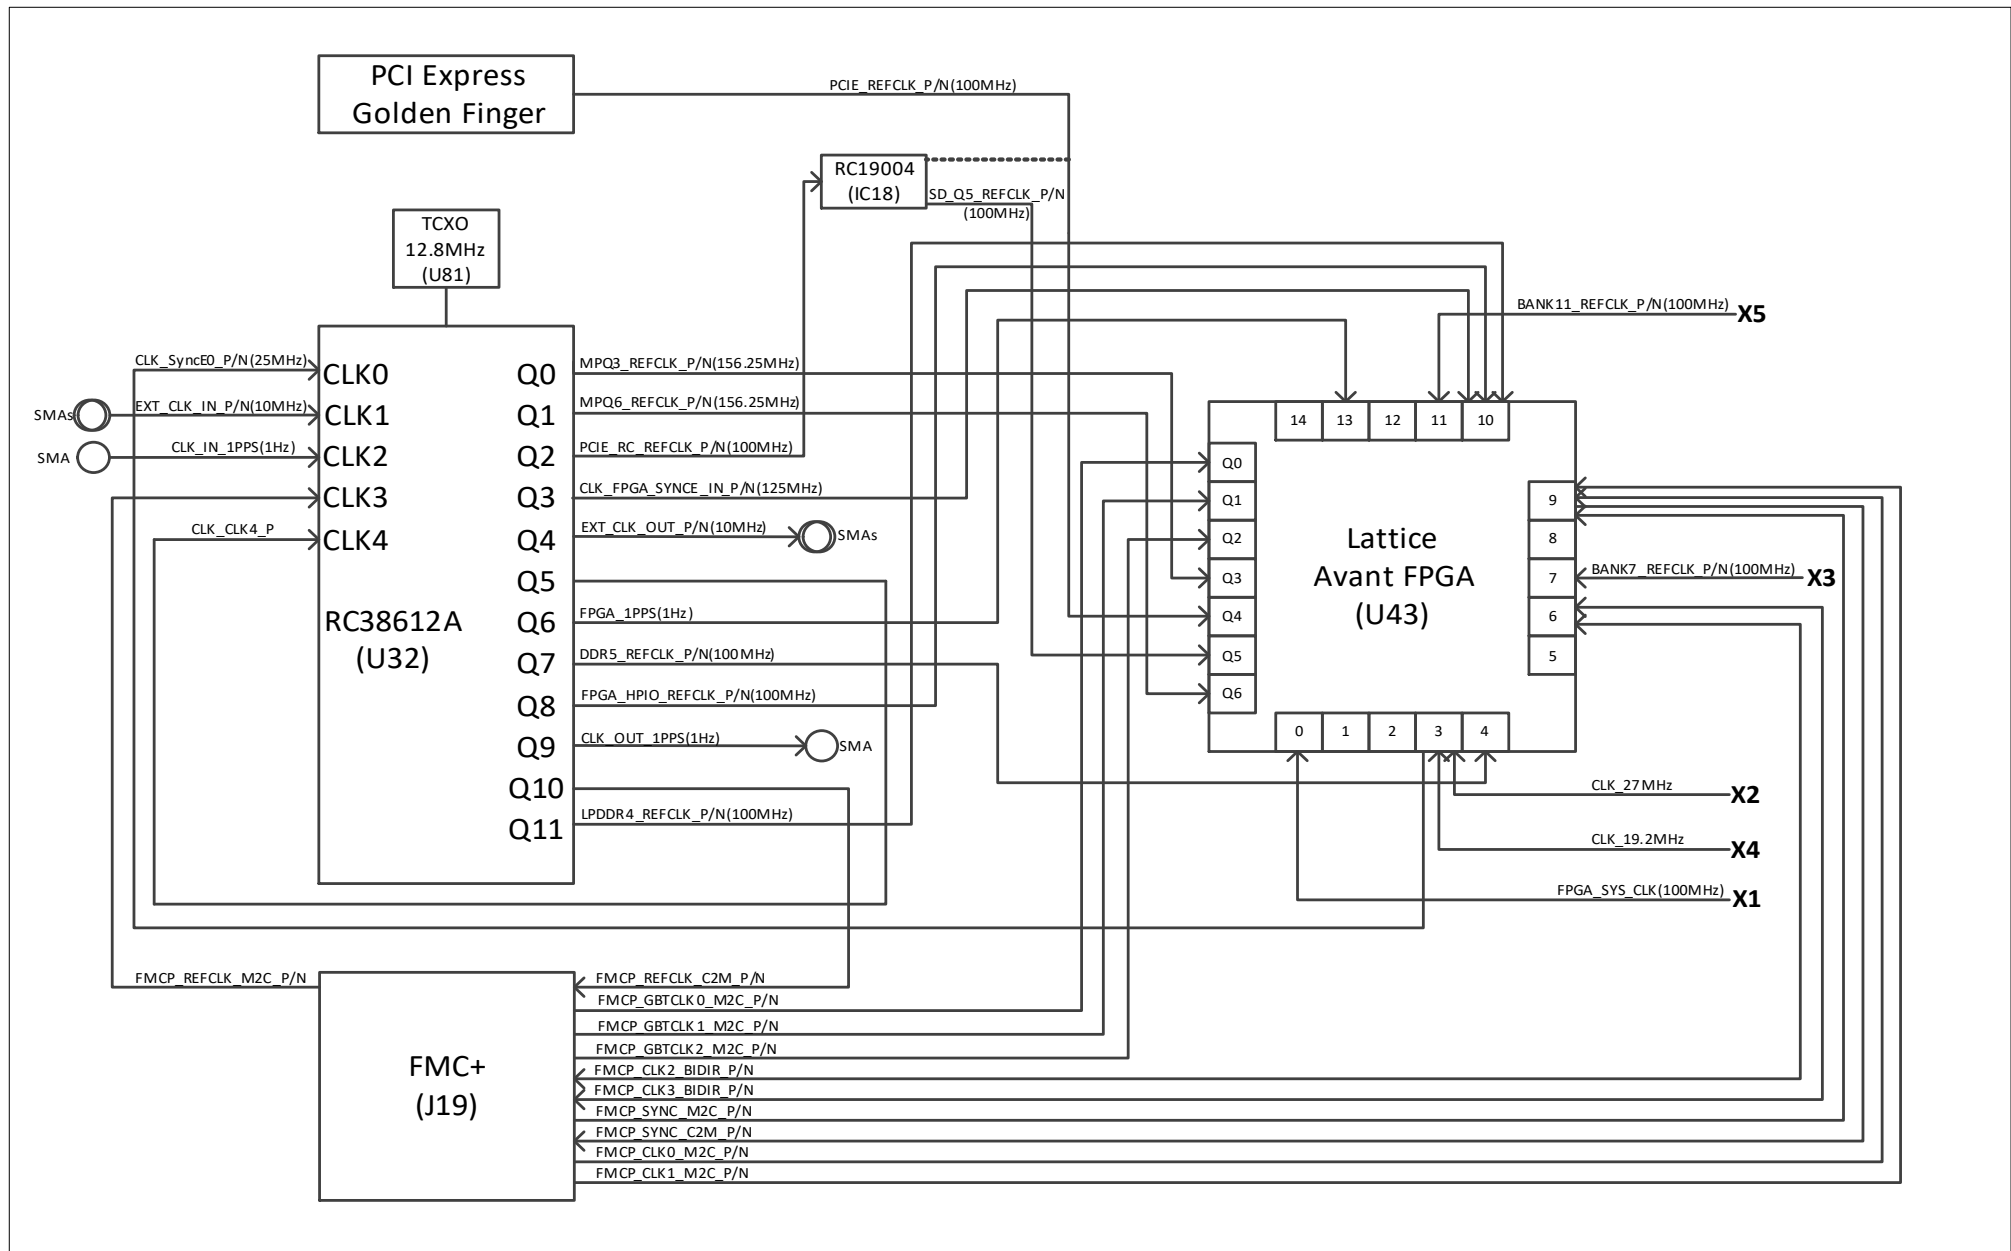 PCI Express
Golden Finger
PCIE_REFCLK_P/N(100MHz)
RC19004
(IC18)
SD_Q5_REFCLK_P/N
(100MHz)
TCXO
12.8MHz
(U81)
BANK11_REFCLK_P/N(100MHz)
X5
CLK_SyncE0_P/N(25MHz)
SMAs
EXT_CLK_IN_P/N(10MHz)
SMA
CLK_IN_1PPS(1Hz)
CLK_CLK4_P
CLK0
CLK1
CLK2
CLK3
CLK4
RC38612A
(U32)
Q0
Q1
Q2
Q3
Q4
Q5
Q6
Q7
Q8
Q9
Q10
Q11
MPQ3_REFCLK_P/N(156.25MHz)
MPQ6_REFCLK_P/N(156.25MHz)
PCIE_RC_REFCLK_P/N(100MHz)
CLK_FPGA_SYNCE_IN_P/N(125MHz)
EXT_CLK_OUT_P/N(10MHz)
SMAs
FPGA_1PPS(1Hz)
DDR5_REFCLK_P/N(100MHz)
FPGA_HPIO_REFCLK_P/N(100MHz)
CLK_OUT_1PPS(1Hz)
SMA
LPDDR4_REFCLK_P/N(100MHz)
14
13
12
11
10
Q0
Q1
Q2
Q3
Q4
Q5
Q6
Lattice
Avant FPGA
(U43)
9
8
7
6
5
0
1
2
3
4
BANK7_REFCLK_P/N(100MHz)
X3
CLK_27MHz
X2
CLK_19.2MHz
X4
FPGA_SYS_CLK(100MHz)
X1
FMCP_REFCLK_M2C_P/N
FMC+
(J19)
FMCP_REFCLK_C2M_P/N
FMCP_GBTCLK0_M2C_P/N
FMCP_GBTCLK1_M2C_P/N
FMCP_GBTCLK2_M2C_P/N
FMCP_CLK2_BIDIR_P/N
FMCP_CLK3_BIDIR_P/N
FMCP_SYNC_M2C_P/N
FMCP_SYNC_C2M_P/N
FMCP_CLK0_M2C_P/N
FMCP_CLK1_M2C_P/N